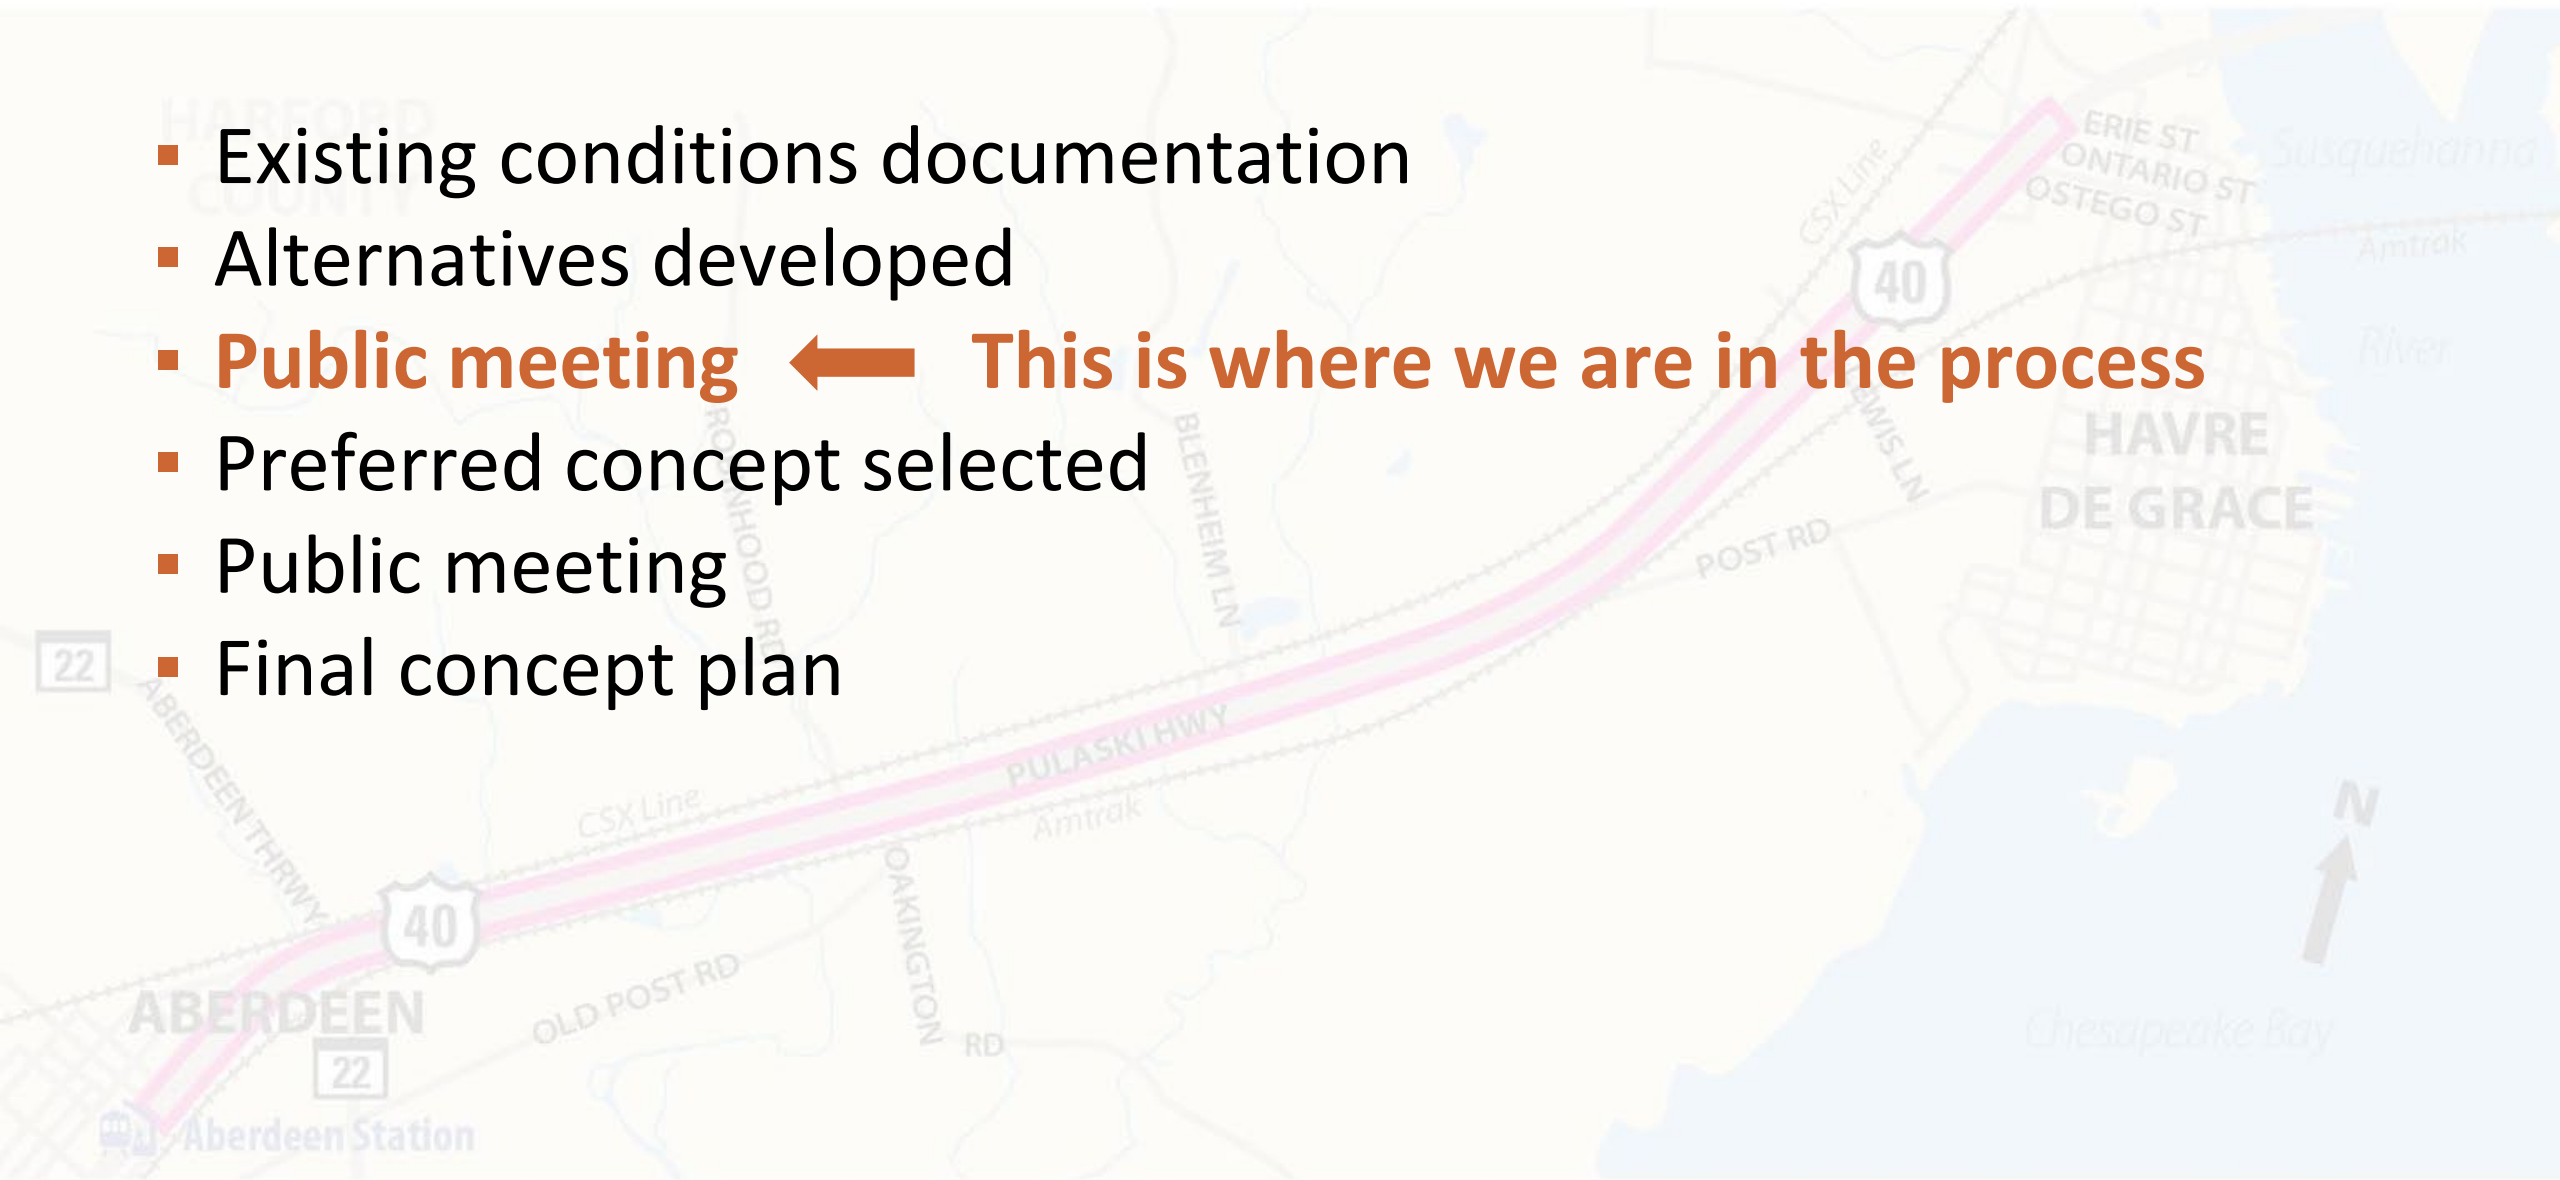 HARFORD
COUNTY
▪ Existing conditions documentation
▪ Alternatives developed
▪ Public meeting This is where we are in the process
▪ Preferred concept selected
▪ Public meeting
▪ Final concept plan
ERIE ST
ONTARIO ST
OSTEGO ST
Susquehanna
River
CSX Line
Amtrak
40
LEWIS LN
HAVRE
DE GRACE
POST RD
BLENHEIM LN
22
ABERDEEN THRWY
PULASKI HWY
CSX Line
Amtrak
N
40
OAKINGTON
RD
OLD POST RD
ABERDEEN
22
Chesapeake Bay
Aberdeen Station